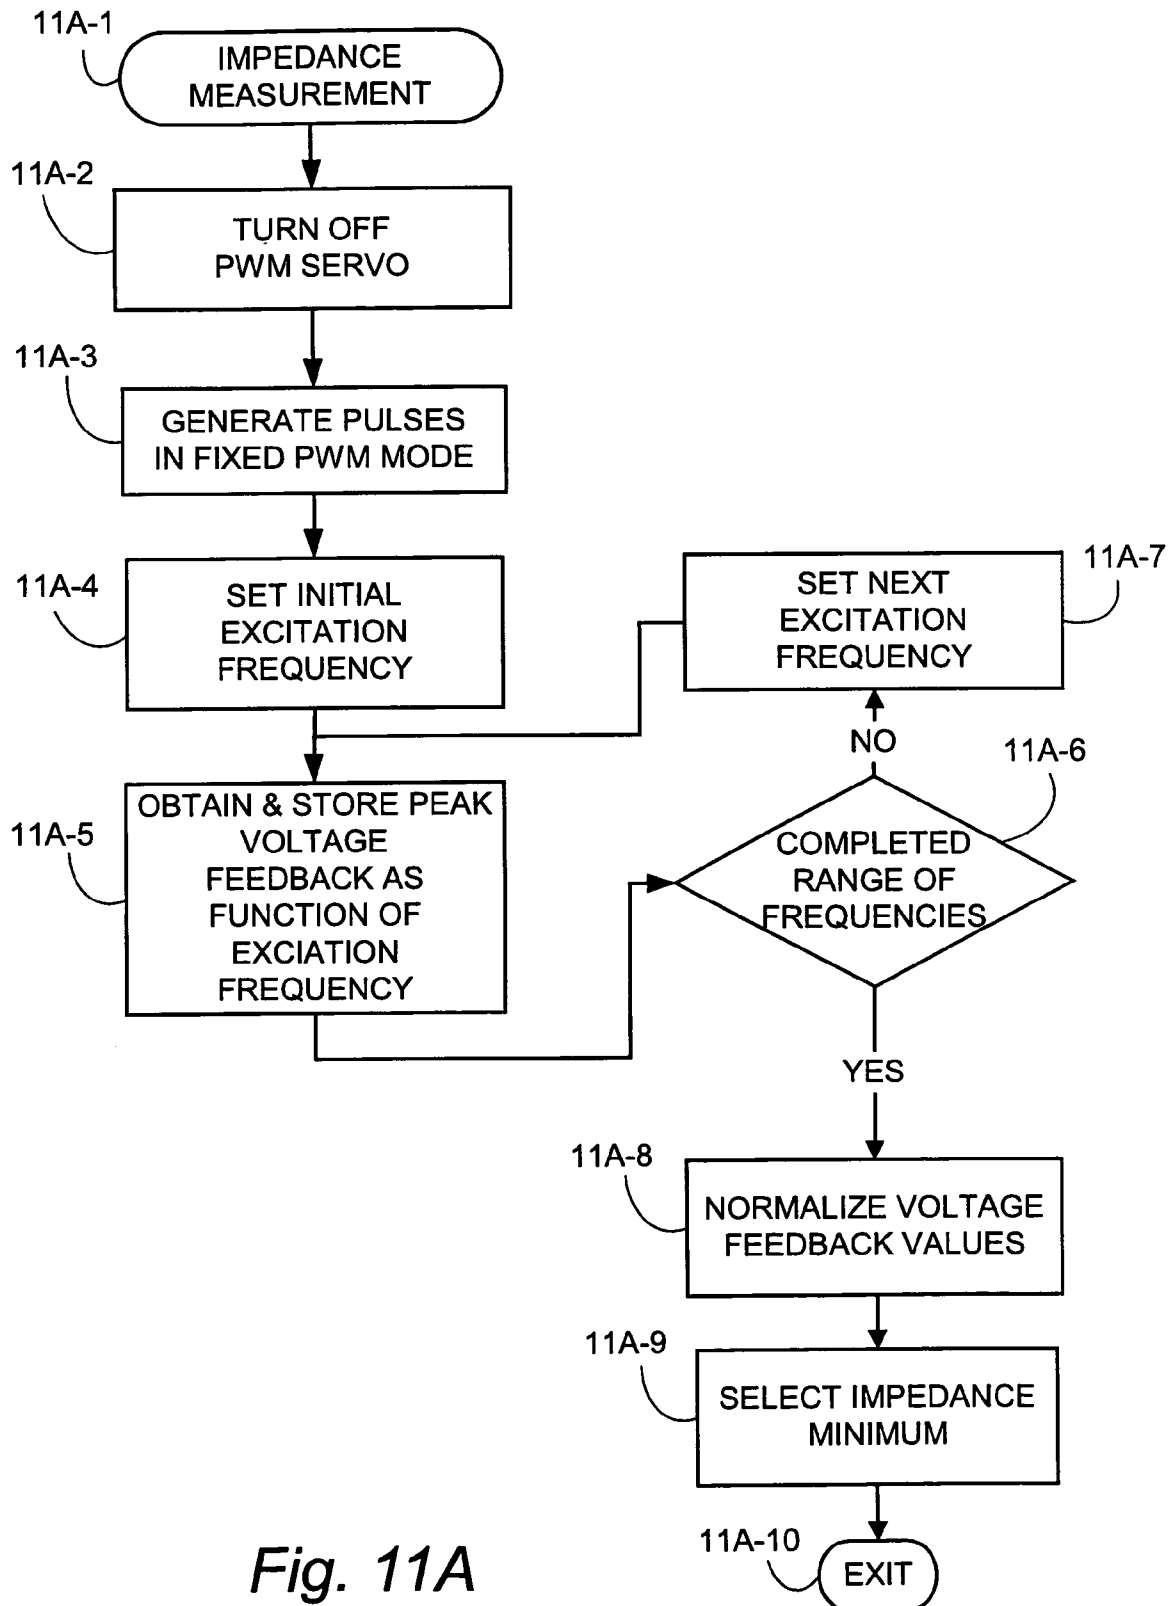 11A-1
IMPEDANCE
MEASUREMENT
11A-2
TURN OFF
PWM SERVO
11A-3
GENERATE PULSES
IN FIXED PWM MODE
11A-4
SET INITIAL
EXCITATION
FREQUENCY
11A-5
OBTAIN & STORE PEAK
VOLTAGE
FEEDBACK AS
FUNCTION OF
EXCIATION
FREQUENCY
11A-7
SET NEXT
EXCITATION
FREQUENCY
NO
11A-6
COMPLETED
RANGE OF
FREQUENCIES
YES
11A-8
NORMALIZE VOLTAGE
FEEDBACK VALUES
11A-9
SELECT IMPEDANCE
MINIMUM
11A-10
EXIT
Fig. 11A